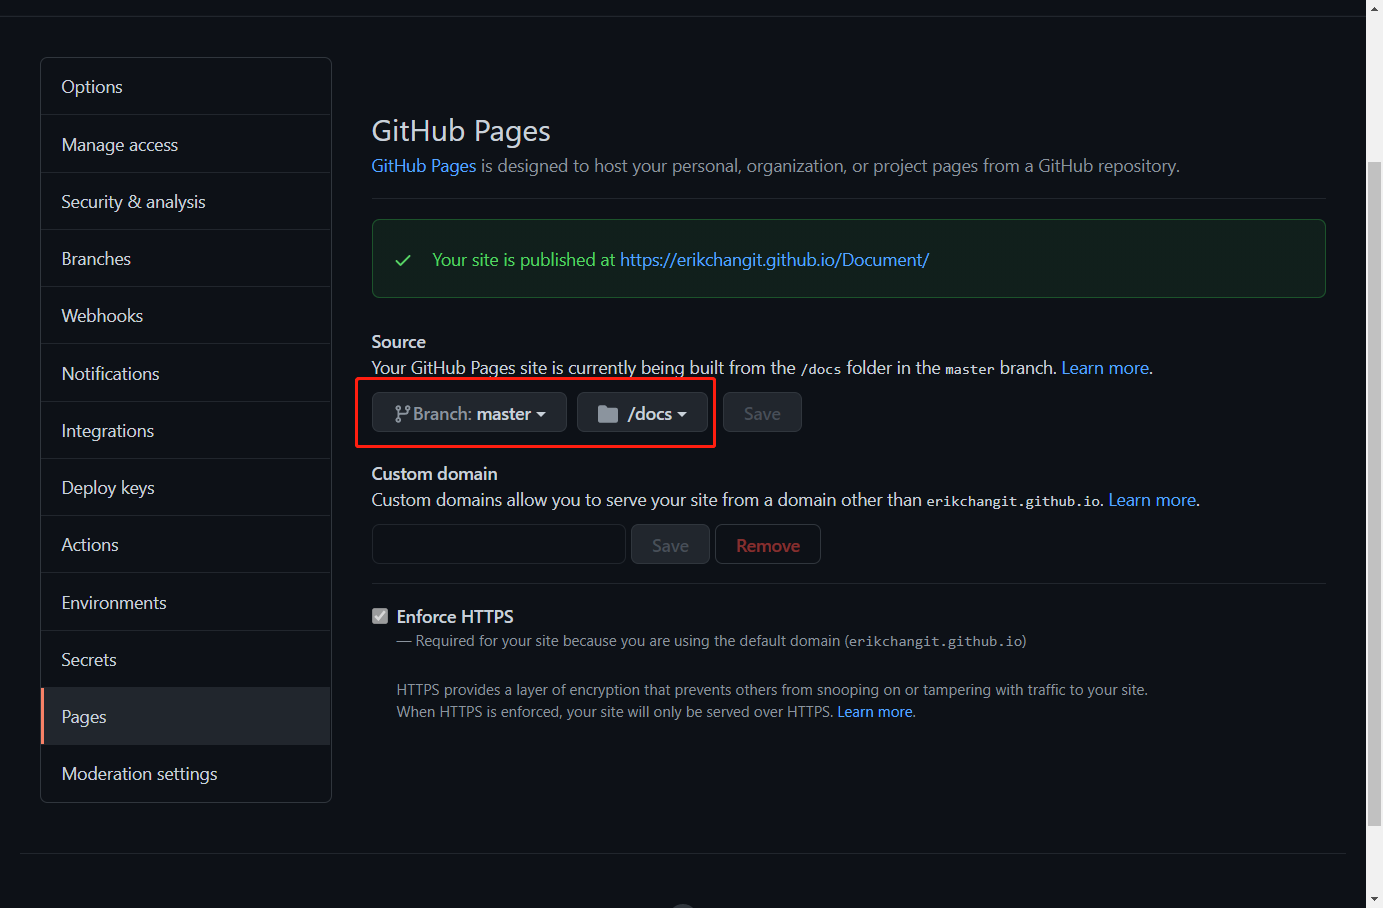 Options
Manage access
Security & analysis
Branches
Webhooks
Notifications
Integrations
Deploy keys
Actions
Environments
Secrets
Pages
Moderation settings
GitHub Pages
GitHub Pages is designed to host your personal, organization, or project pages from a GitHub repository.
Your site is published at https://erikchangit.github.io/Document/
Source
Your GitHub Pages site is currently being built from the /docs folder in the master branch. Learn more.
Branch: master /docs Save
Custom domain
Custom domains allow you to serve your site from a domain other than erikchangit.github.io. Learn more.
Save Remove
Enforce HTTPS
— Required for your site because you are using the default domain (erikchangit.github.io)
HTTPS provides a layer of encryption that prevents others from snooping on or tampering with traffic to your site.
When HTTPS is enforced, your site will only be served over HTTPS. Learn more.